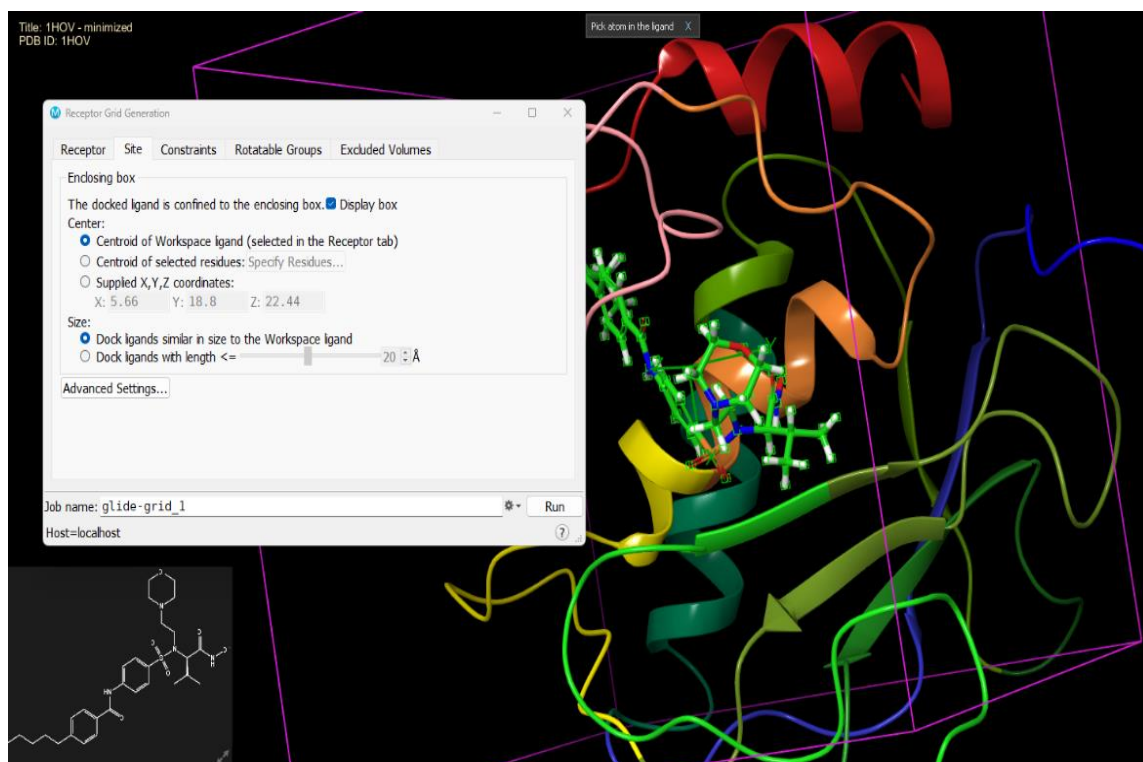 Title: 1HOV - minimized
PDB ID: 1HOV
Pick atom in the ligand X
Receptor Grid Generation
Receptor Site Constraints Rotatable Groups Excluded Volumes
Enclosing box
The docked ligand is confined to the enclosing box. Display box
Center:
Centroid of Workspace ligand (selected in the Receptor tab)
Centroid of selected residues: Specify Residues...
Supplied X,Y,Z coordinates:
X: 5.66 Y: 18.8 Z: 22.44
Size:
Dock ligands similar in size to the Workspace ligand
Dock ligands with length <= 20 Å
Advanced Settings...
Job name: glide-grid_1 Run
Host=localhost ?